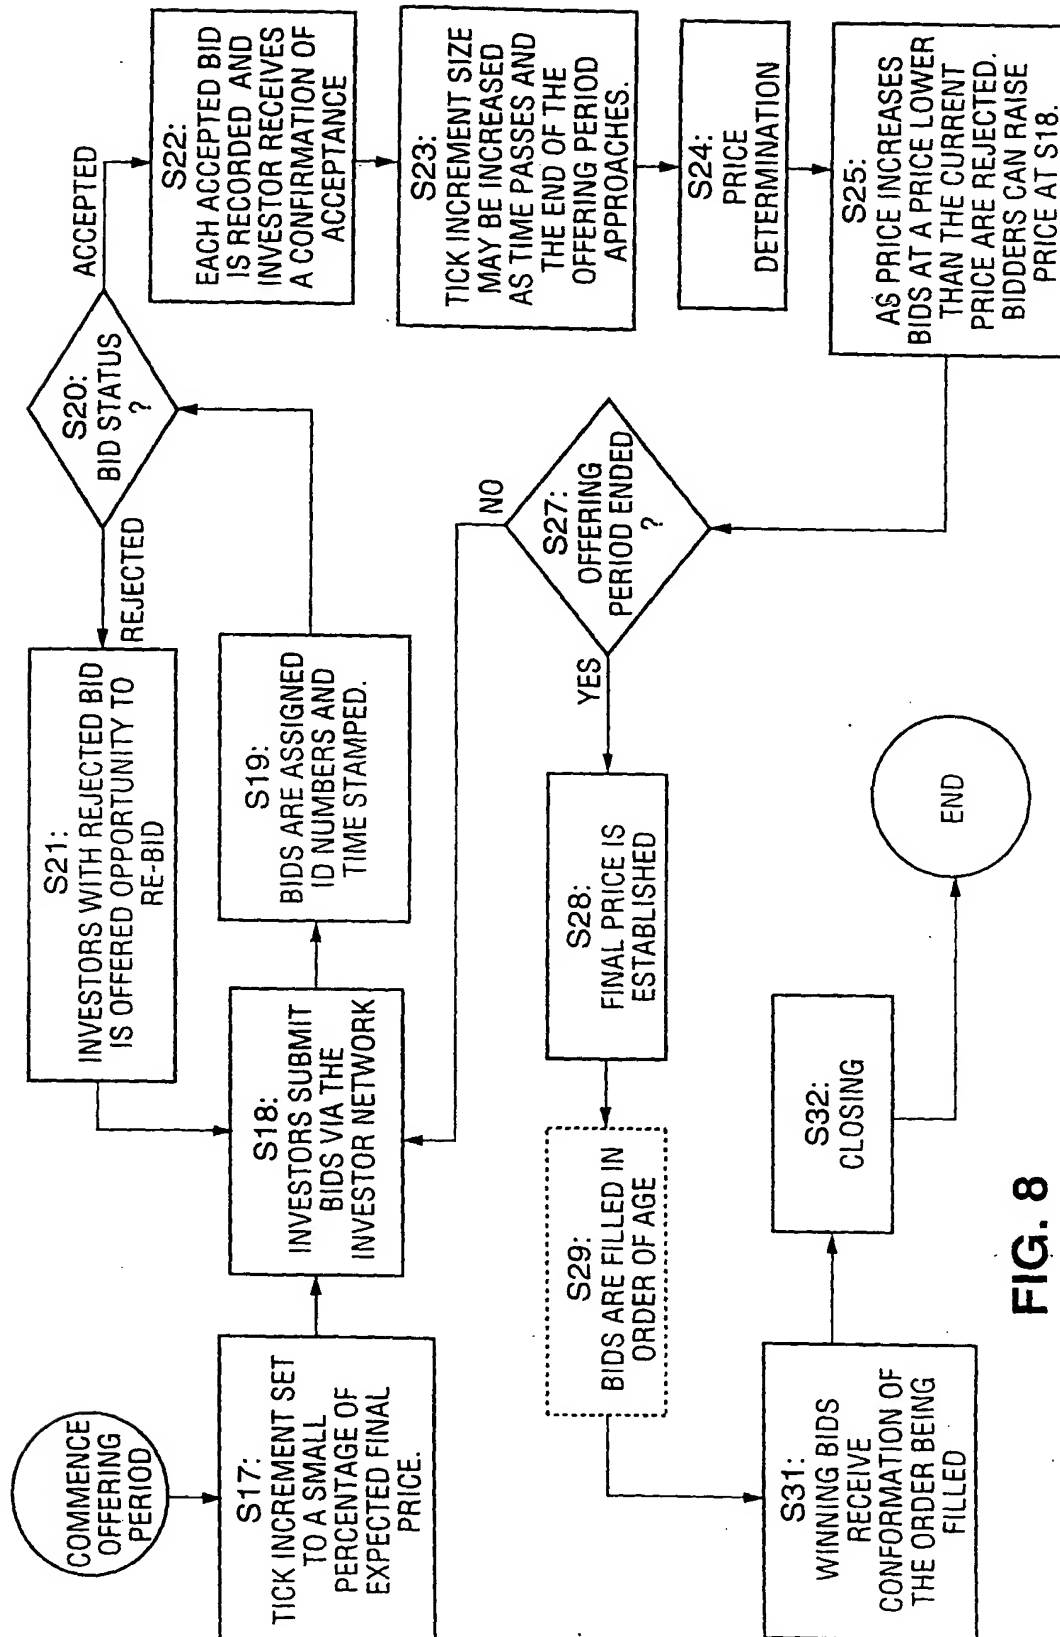 COMMENCE
OFFERING
PERIOD
S17:
TICK INCREMENT SET
TO A SMALL
PERCENTAGE OF
EXPECTED FINAL
PRICE.
S18:
INVESTORS SUBMIT
BIDS VIA THE
INVESTOR NETWORK
S19:
BIDS ARE ASSIGNED
ID NUMBERS AND
TIME STAMPED.
S20:
BID STATUS
?
REJECTED
S21:
INVESTORS WITH REJECTED BID
IS OFFERED OPPORTUNITY TO
RE-BID
ACCEPTED
S22:
EACH ACCEPTED BID
IS RECORDED AND
INVESTOR RECEIVES
A CONFIRMATION OF
ACCEPTANCE
S23:
TICK INCREMENT SIZE
MAY BE INCREASED
AS TIME PASSES AND
THE END OF THE
OFFERING PERIOD
APPROACHES.
S24:
PRICE
DETERMINATION
S25:
AS PRICE INCREASES
BIDS AT A PRICE LOWER
THAN THE CURRENT
PRICE ARE REJECTED.
BIDDERS CAN RAISE
PRICE AT S18.
S27:
OFFERING
PERIOD ENDED
?
NO
YES
S28:
FINAL PRICE IS
ESTABLISHED
S29:
BIDS ARE FILLED IN
ORDER OF AGE
S31:
WINNING BIDS
RECEIVE
CONFORMATION OF
THE ORDER BEING
FILLED
S32:
CLOSING
END
FIG. 8